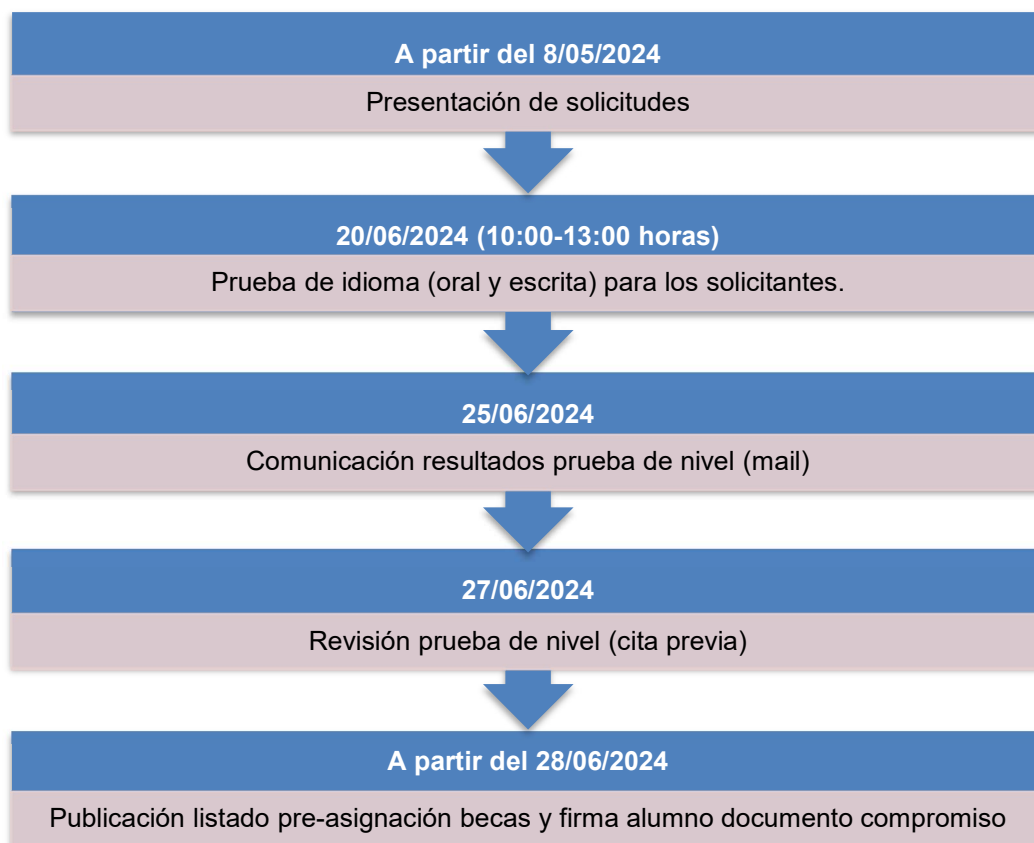 A partir del 8/05/2024
Presentación de solicitudes
20/06/2024 (10:00-13:00 horas)
Prueba de idioma (oral y escrita) para los solicitantes.
25/06/2024
Comunicación resultados prueba de nivel (mail)
27/06/2024
Revisión prueba de nivel (cita previa)
A partir del 28/06/2024
Publicación listado pre-asignación becas y firma alumno documento compromiso